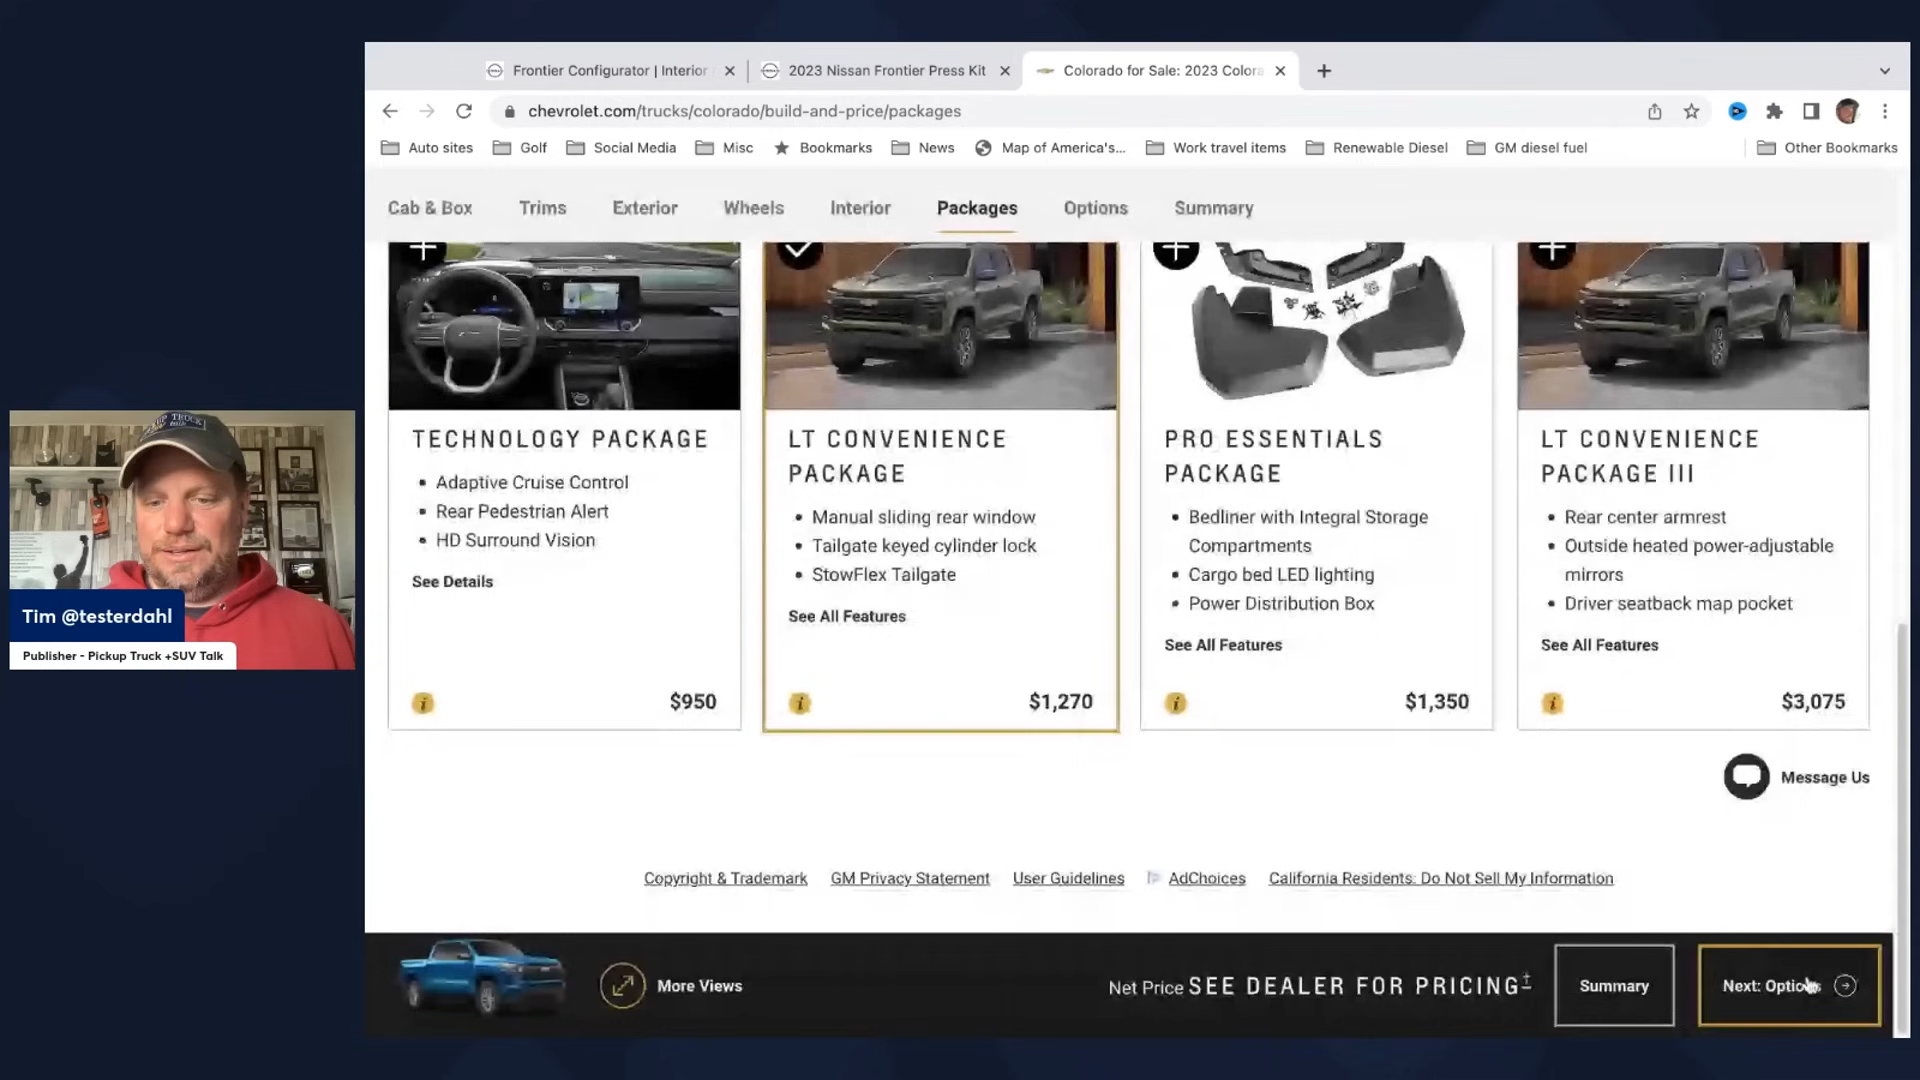 Frontier Configurator | Interior
2023 Nissan Frontier Press Kit
Colorado for Sale: 2023 Colora
chevrolet.com/trucks/colorado/build-and-price/packages
Auto sites
Golf
Social Media
Misc
Bookmarks
News
Map of America's...
Work travel items
Renewable Diesel
GM diesel fuel
Other Bookmarks
Cab & Box
Trims
Exterior
Wheels
Interior
Packages
Options
Summary
TECHNOLOGY PACKAGE
• Adaptive Cruise Control
• Rear Pedestrian Alert
• HD Surround Vision
See Details
$950
LT CONVENIENCE
PACKAGE
• Manual sliding rear window
• Tailgate keyed cylinder lock
• StowFlex Tailgate
See All Features
$1,270
PRO ESSENTIALS
PACKAGE
• Bedliner with Integral Storage
Compartments
• Cargo bed LED lighting
• Power Distribution Box
See All Features
$1,350
LT CONVENIENCE
PACKAGE III
• Rear center armrest
• Outside heated power-adjustable
mirrors
• Driver seatback map pocket
See All Features
$3,075
Tim @testerdahl
Publisher - Pickup Truck +SUV Talk
Message Us
Copyright & Trademark
GM Privacy Statement
User Guidelines
AdChoices
California Residents: Do Not Sell My Information
More Views
Net Price SEE DEALER FOR PRICING‡
Summary
Next: Options